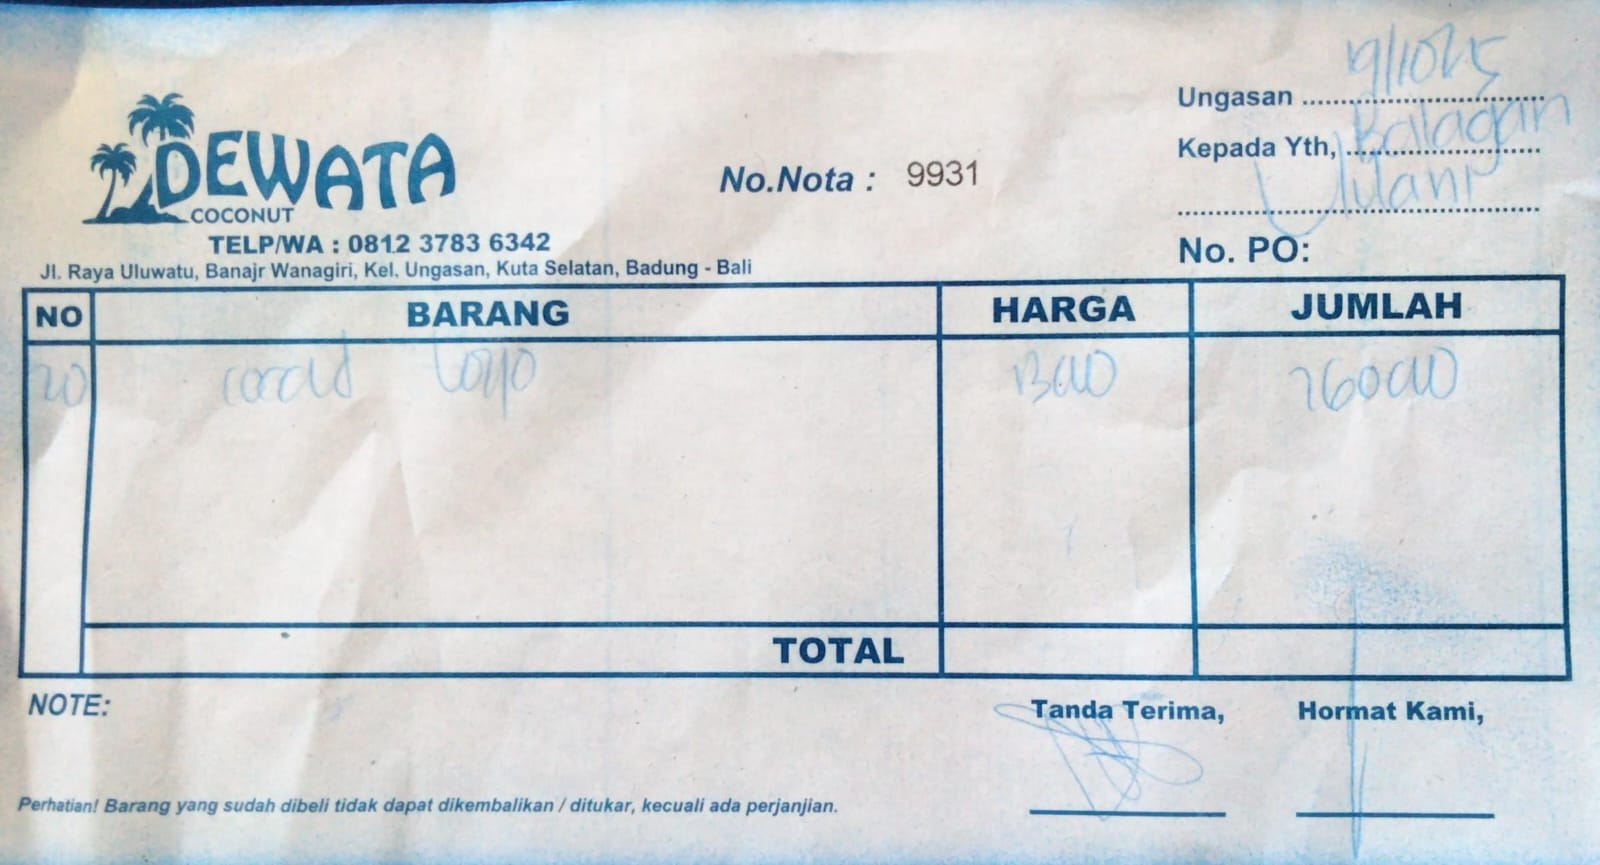 DEWATA
COCONUT
TELP/WA : 0812 3783 6342
Jl. Raya Uluwatu, Banajr Wanagiri, Kel. Ungasan, Kuta Selatan, Badung - Bali
No.Nota : 9931
Ungasan 19/10 25
Kepada Yth, Balagan
No. PO:
NO BARANG HARGA JUMLAH
20 13000 260000
TOTAL
NOTE:
Tanda Terima, Hormat Kami,
Perhatian! Barang yang sudah dibeli tidak dapat dikembalikan / ditukar, kecuali ada perjanjian.